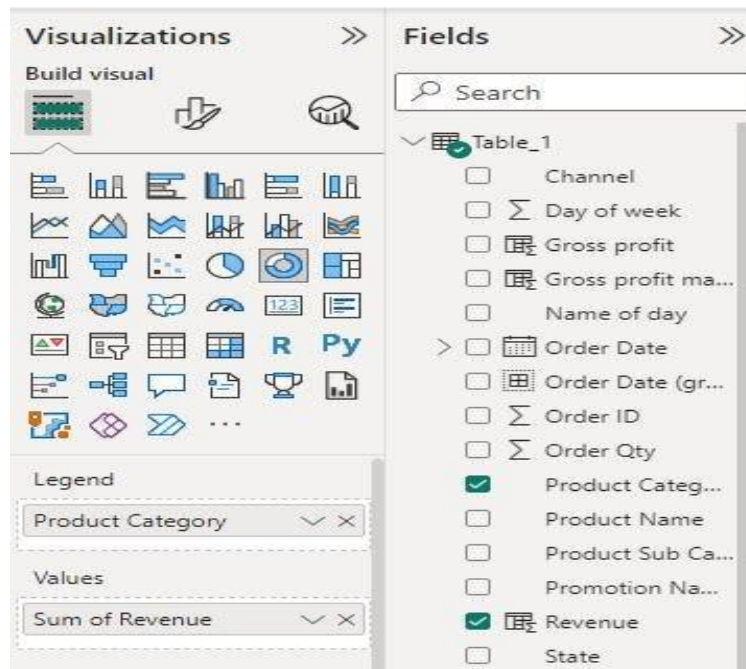 Visualizations
Build visual
123
R
Py
Legend
Product Category
Values
Sum of Revenue
Fields
Search
Table_1
Channel
Day of week
Gross profit
Gross profit ma...
Name of day
Order Date
Order Date (gr...
Order ID
Order Qty
Product Categ...
Product Name
Product Sub Ca...
Promotion Na...
Revenue
State